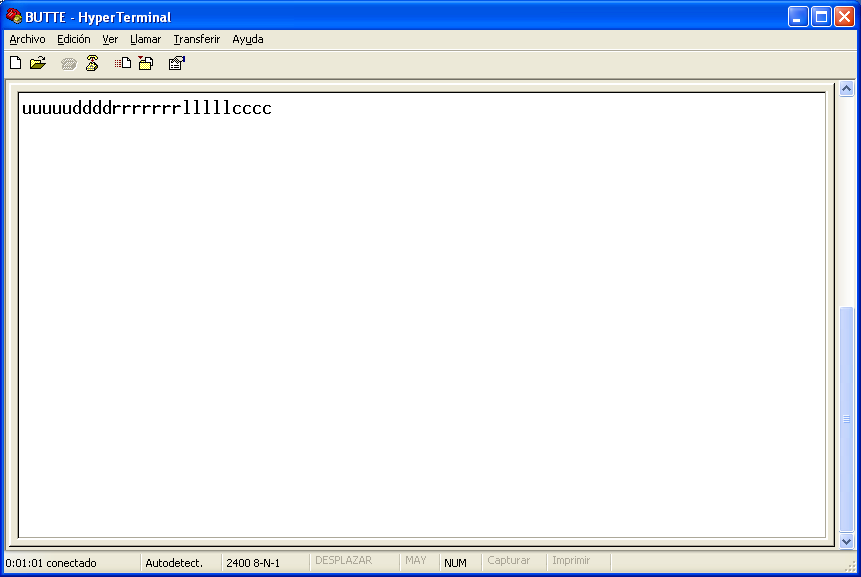 BUTTE - HyperTerminal
Archivo Edición Ver Llamar Transferir Ayuda
uuuuuddddrrrrrrrlllllcccc
0:01:01 conectado Autodetect. 2400 8-N-1 DESPLAZAR MAY NUM Capturar Imprimir